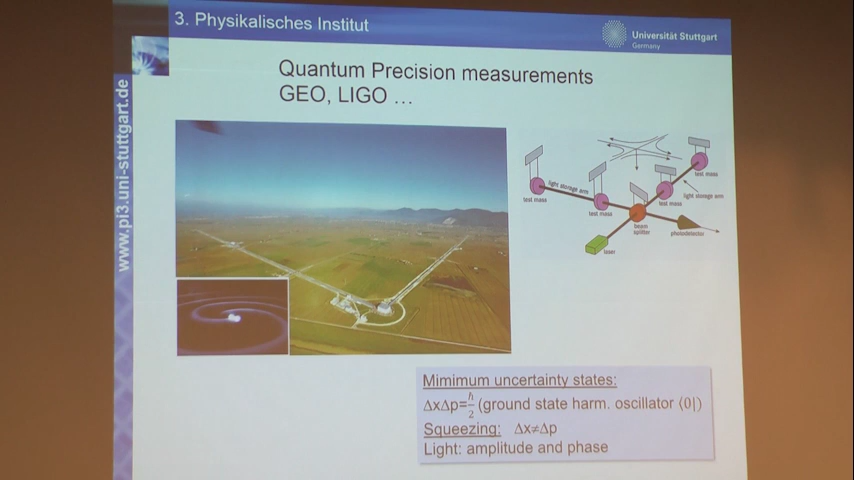 3. Physikalisches Institut
Universität Stuttgart
Germany
www.pi3.uni-stuttgart.de
Quantum Precision measurements
GEO, LIGO ...
test mass
light storage arm
test mass
test mass
light storage arm
test mass
beam
splitter
photodetector
laser
Mimimum uncertainty states:
ΔxΔp=ℏ/2 (ground state harm. oscillator ⟨0|)
Squeezing: Δx≠Δp
Light: amplitude and phase